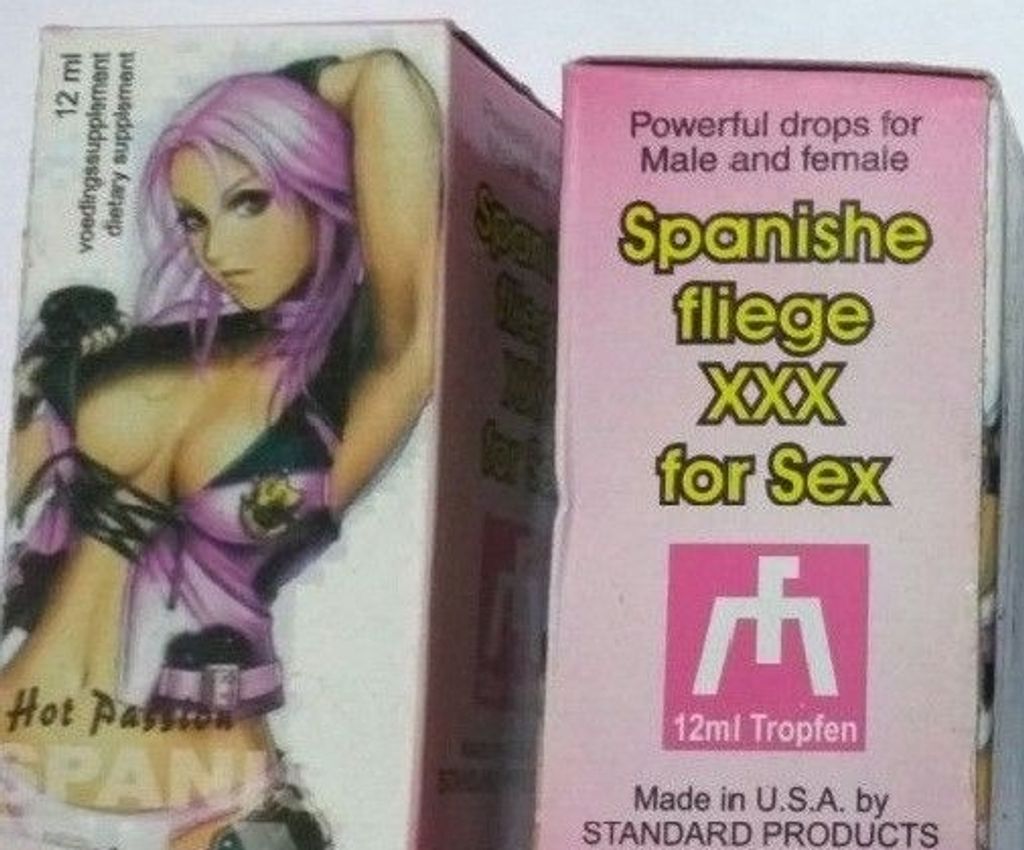 12 ml
voedingssupplement
dietary supplement
Hot Passion
SPANIS
Powerful drops for
Male and female
Spanishe
fliege
XXX
for Sex
12ml Tropfen
Made in U.S.A. by
STANDARD PRODUCTS